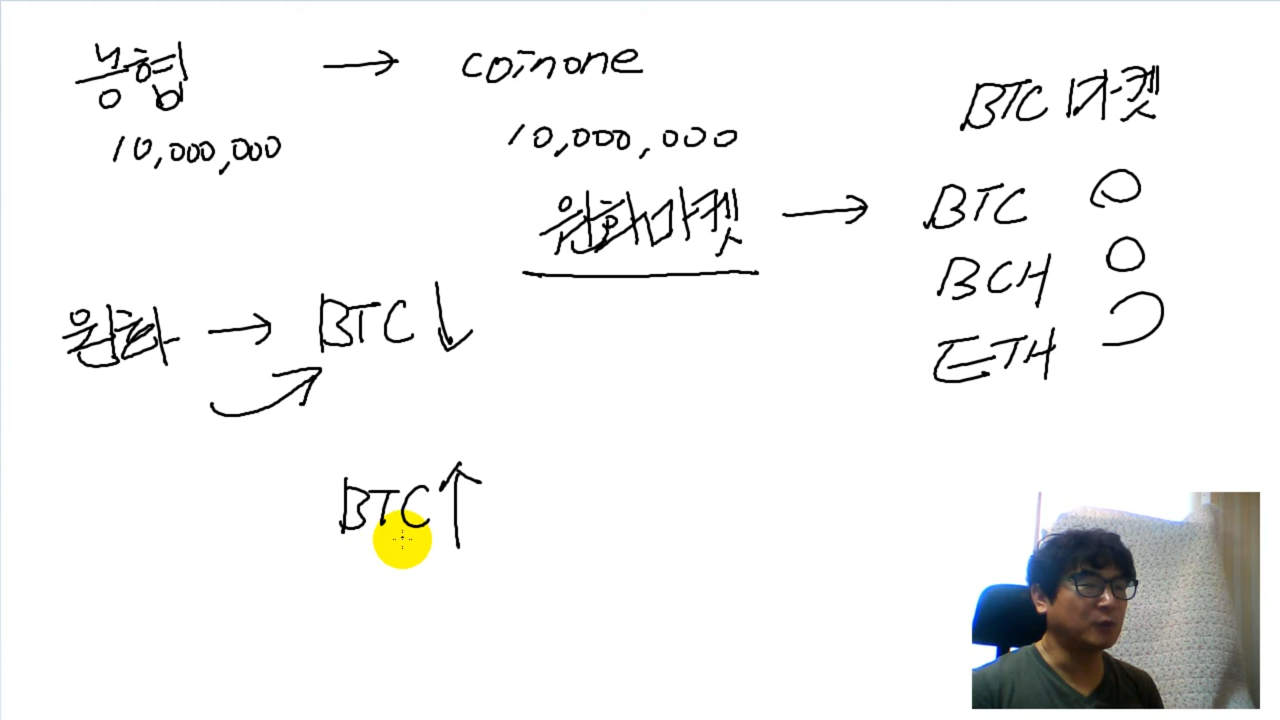 농협 → coinone
10,000,000
10,000,000
원화마켓 →
BTC 마켓
BTC ○
BCH ○
ETH ○
원화 → BTC ↓
BTC ↑